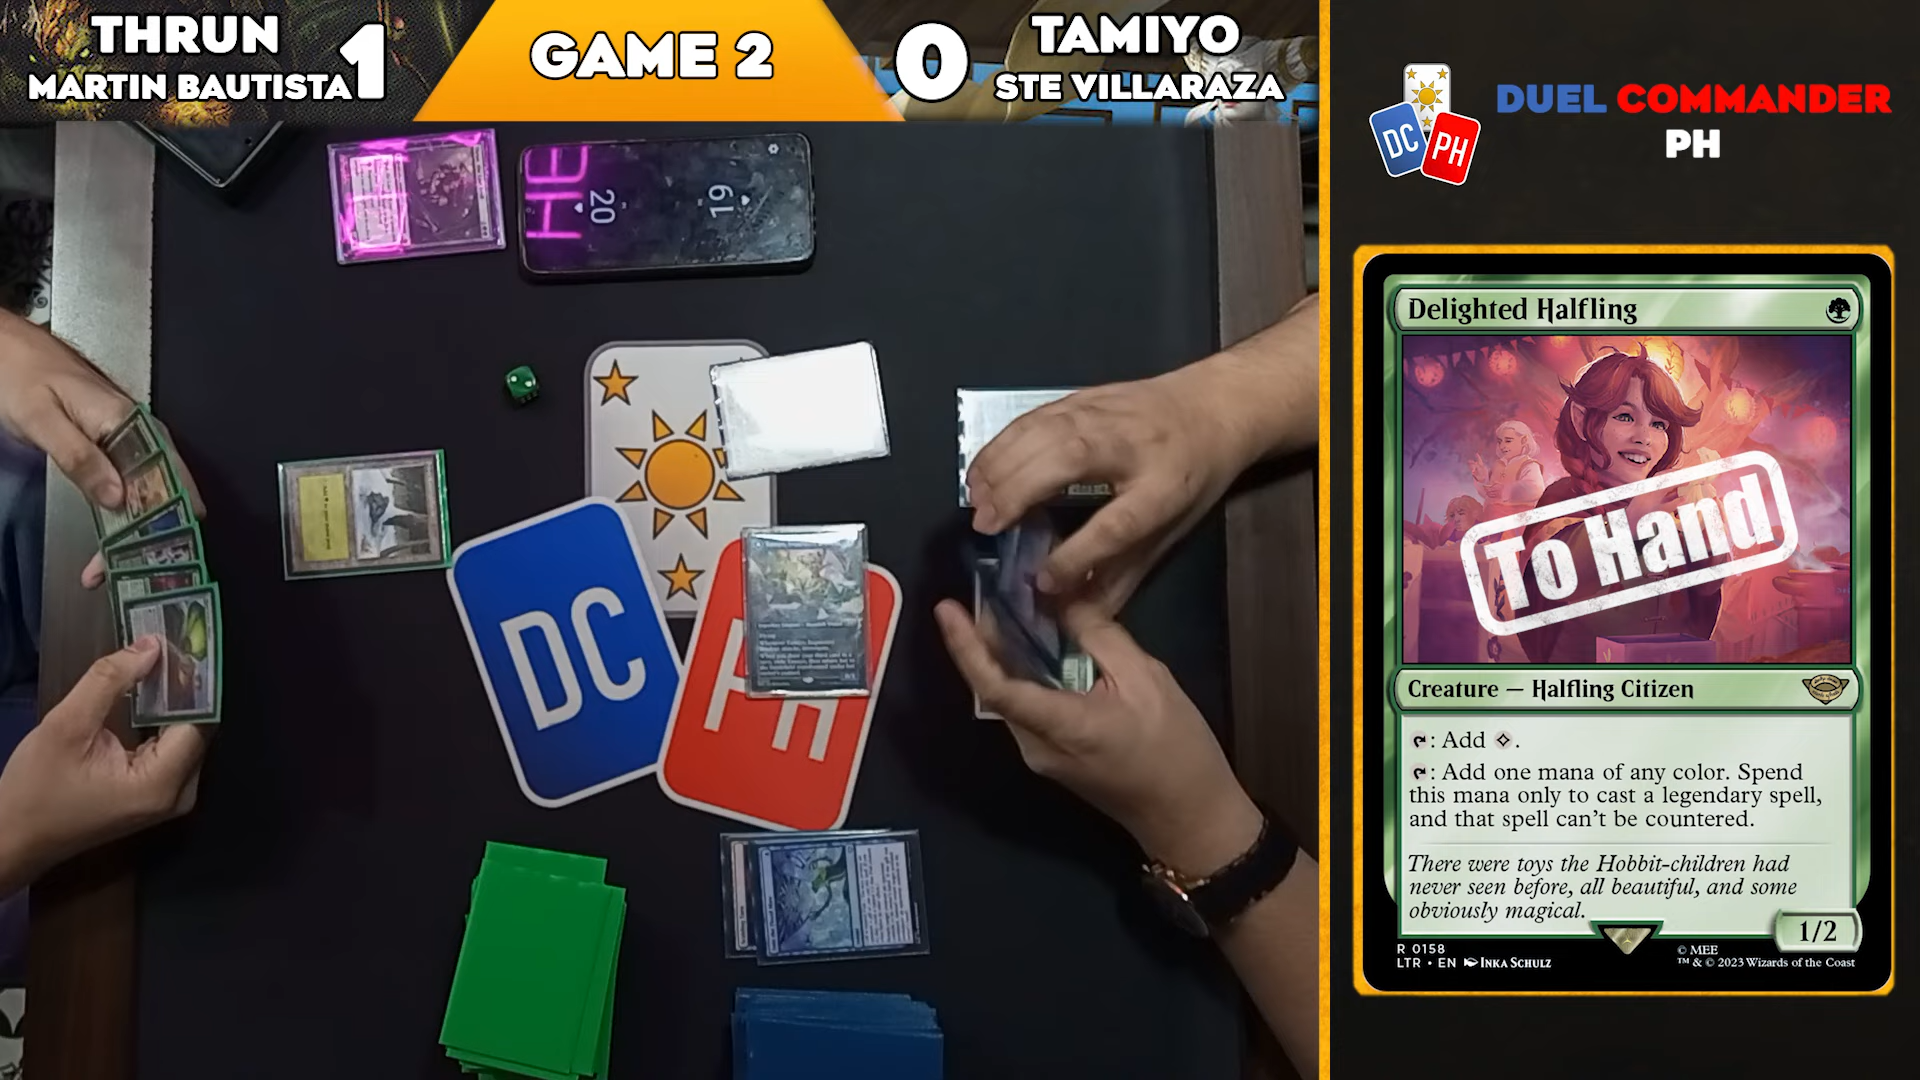 THRUN
MARTIN BAUTISTA
1
GAME 2
0
TAMIYO
STE VILLARAZA
DUEL COMMANDER
PH
DC
PH
20
19
DC
PH
Delighted Halfling
To Hand
Creature — Halfling Citizen
: Add .
: Add one mana of any color. Spend
this mana only to cast a legendary spell,
and that spell can't be countered.
There were toys the Hobbit-children had
never seen before, all beautiful, and some
obviously magical.
1/2
R 0158
LTR • EN INKA SCHULZ
© MEE
™ & © 2023 Wizards of the Coast